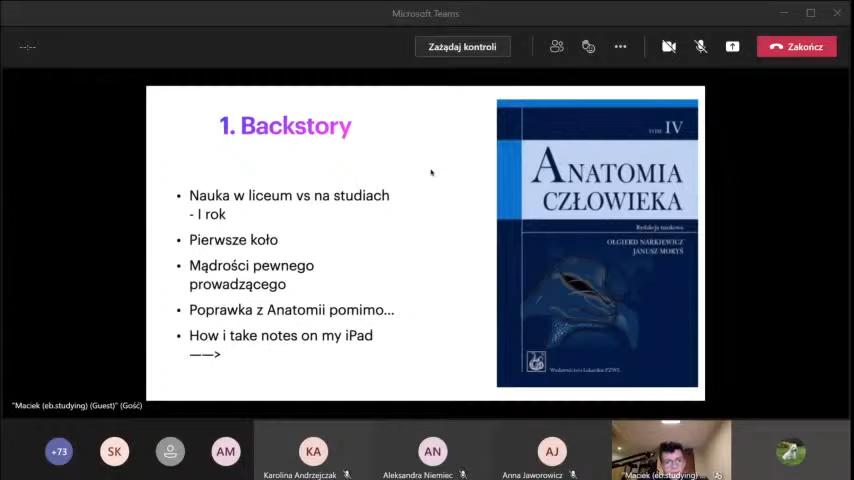 Microsoft Teams
--:--
Zażądaj kontroli
Zakończ
1. Backstory
• Nauka w liceum vs na studiach
- I rok
• Pierwsze koło
• Mądrości pewnego
prowadzącego
• Poprawka z Anatomii pomimo...
• How i take notes on my iPad
——>
TOM IV
ANATOMIA
CZŁOWIEKA
Redakcja naukowa
OLGIERD NARKIEWICZ
JANUSZ MORYŚ
Wydawnictwo Lekarskie PZWL
"Maciek (eb.studying) (Guest)" (Gość)
+73
SK
AM
KA
AN
AJ
Karolina Andrzejczak
Aleksandra Niemiec
Anna Jaworowicz
"Maciek (eb.studying) ...